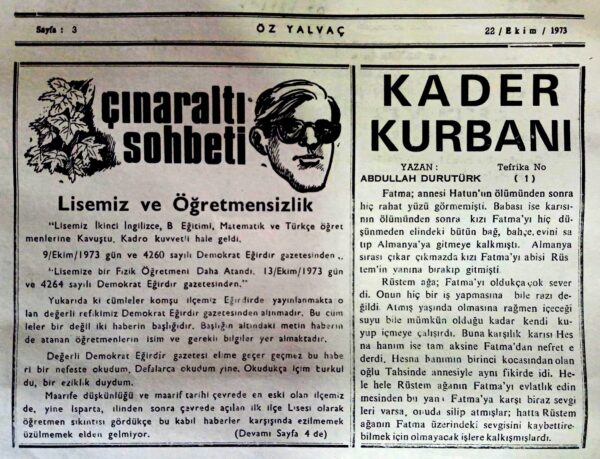 Sayfa : 3
ÖZ YALVAÇ
22 / Ekim / 1973
çınaraltı
sohbeti
Lisemiz ve Öğretmensizlik
"Lisemiz İkinci İngilizce, B Eğitimi, Matematik ve Türkçe öğret
menlerine Kavuştu, Kadro kuvvetli hale geldi.
9/Ekim/1973 gün ve 4260 sayılı Demokrat Eğirdir gazetesinden..
"Lisemize bir Fizik Öğretmeni Daha Atandı. 13/Ekim/1973 gün
ve 4264 sayılı Demokrat Eğirdir gazetesinden."
Yukarıda ki cümleler komşu ilçemiz Eğirdirde yayınlanmakta o
lan değerli refikimiz Demokrat Eğirdir gazetesinden alınmadır. Bu cüm
leler bir değil iki haberin başlığıdır. Başlığın altındaki metin haberin
de atanan öğretmenlerin isim ve gerekli bilgiler yer almaktadır.
Değerli Demokrat Eğirdir gazetesi elime geçer geçmez bu habe
ri bir nefeste okudum, Defalarca okudum yine. Okudukça içim burkul
du, bir eziklik duydum.
Maarife düşkünlüğü ve maarif tarihi çevrede en eski olan ilçemiz
de, yine Isparta, ilinden sonra çevrede açılan ilk ilçe Lisesi olarak
öğretmen sıkıntısı gördükçe bu kabil haberler karşısında ezilmemek
üzülmemek elden gelmiyor. (Devamı Sayfa 4 de)
KADER
KURBANI
YAZAN : Tefrika No
ABDULLAH DURUTÜRK ( 1 )
Fatma; annesi Hatun'ın ölümünden sonra
hiç rahat yüzü görmemişti. Babası ise karısı-
nın ölümünden sonra kızı Fatma'yı hiç dü-
şünmeden elindeki bütün bağ, bahçe, evini sa
tıp Almanya'ya gitmeye kalkmıştı. Almanya
sırası çıkar çıkmazda kızı Fatma'yı abisi Rüs
tem'in yanına bırakıp gitmişti.
Rüstem ağa; Fatma'yı oldukça çok sever
di. Onun hiç bir iş yapmasına bile razı de-
ğildi. Atmış yaşında olmasına rağmen içeceği
suyu bile mümkün olduğu kadar kendi ku-
yup içmeye çalışırdı. Buna karşılık karısı Hes
na hanım ise tam aksine Fatma'dan nefret e
derdi. Hesna hanımın birinci kocasından olan
oğlu Tahsinde annesiyle aynı fikirde idi. He-
le hele Rüstem ağanın Fatma'yı evlatlık edin
mesinden bu yana Fatma'ya karşı biraz sevgi
leri varsa, onuda silip atmışlar; hatta Rüstem
ağanın Fatma üzerindeki sevgisini kaybettire-
bilmek için olmayacak işlere kalkışmışlardı.